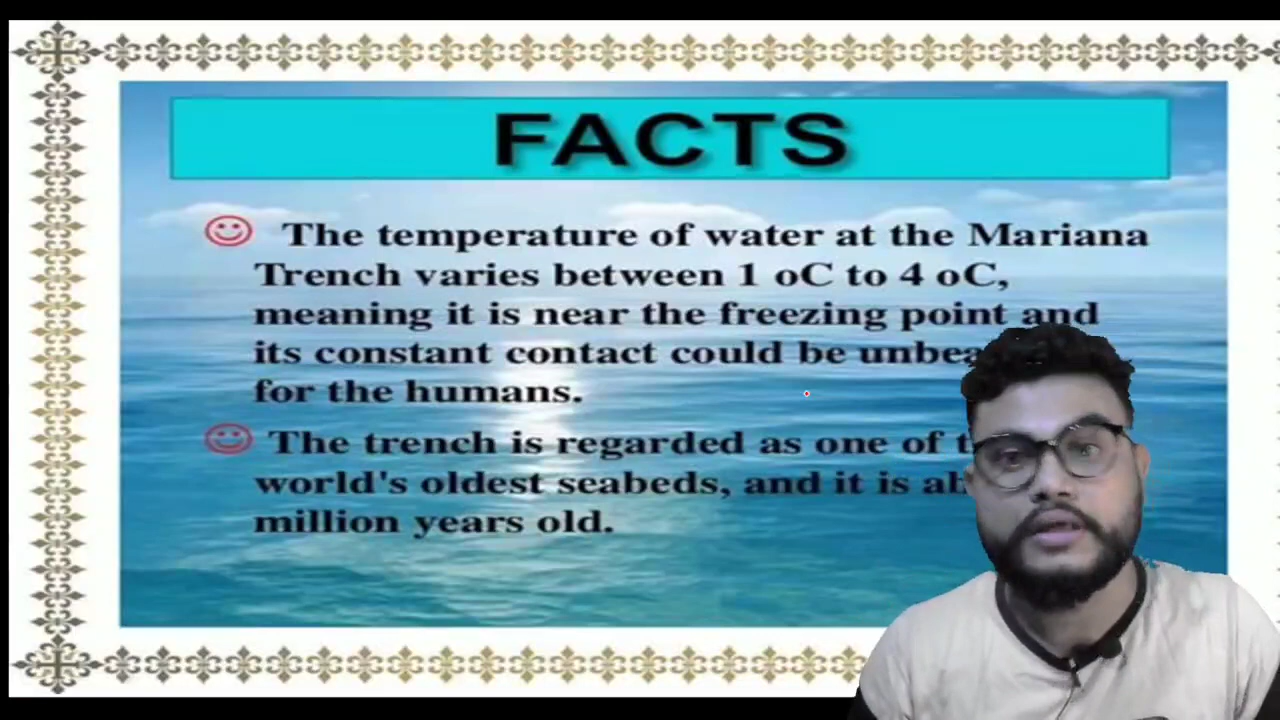 FACTS
The temperature of water at the Mariana
Trench varies between 1 oC to 4 oC,
meaning it is near the freezing point and
its constant contact could be
for the humans.
The trench is regarded as one of
world's oldest seabeds, and it is
million years old.